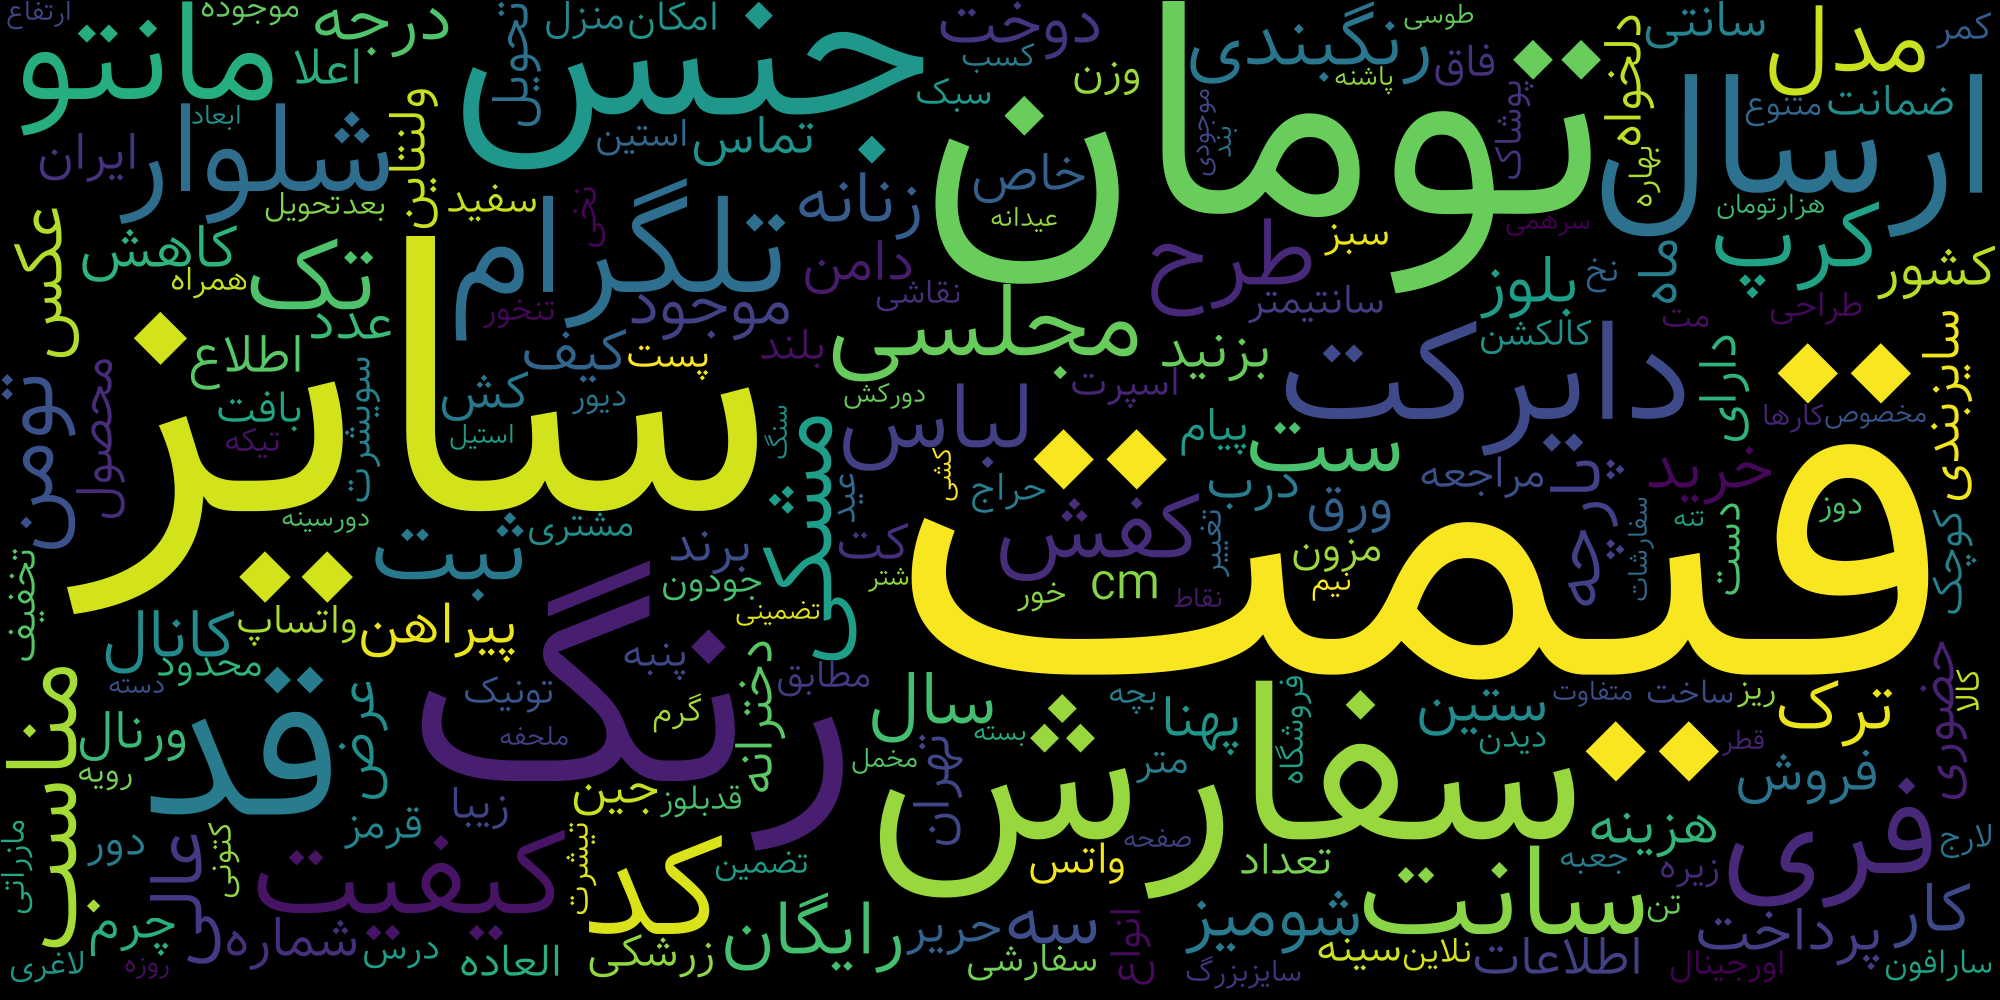 ارتفاع
موجوده
درجه
امکان
منزل
تحویل
جنس
دوخت
کسب
وزن
تومان
رنگبندی
طوسی
پاشنه
فاق
دلخواه
سانتی
مدل
کمر
مانتو
اعلا
ابعاد
ولنتاین
سبک
موجودی
بند
پوشاک
بهاره
متنوع
ضمانت
ارسال
ایران
شلوار
استین
تماس
زنانه
خاص
عیدانه
سرهمی
هزارتومان
بعدتحویل
سفید
نخی
تلگرام
عکس
کاهش
همراه
تک
عدد
سایز
تنخور
موجود
دامن
نقاشی
مجلسی
طرح
سبز
سانتیمتر
بلوز
نخ
ماه
کرپ
کشور
مت
طراحی
کالکشن
اطلاع
کیف
پست
بلند
بزنید
دایرکت
دارای
سایزبندی
تومن
محصول
بافت
تیکه
سویشرت
کش
دیور
استیل
سنگ
دورکش
اسپرت
لباس
پیام
ست
کارها
مخصوص
قیمت
دورسینه
مشکی
عید
کشی
حراج
درب
مراجعه
پارچه
خرید
دوز
ثبت
مشتری
برند
کت
کفش
تغییر
ورق
سفارشات
تنه
دست
کوچک
تخفیف
جودون
شتر
خور
cm
نقاط
مزون
نیم
تضمینی
کانال
محدود
واتساپ
پیراهن
رنگ
پنبه
دخترانه
مطابق
مناسب
دسته
قد
عرض
تونیک
ملحفه
گرم
سال
بسته
بچه
پهنا
فروشگاه
ستین
دیدن
متفاوت
ساخت
ریز
ترک
حضوری
کالا
ورنال
رویه
زیبا
جین
قدبلوز
مخمل
تهران
سفارش
متر
قطر
فروش
مازراتی
دور
عالی
کتونی
قرمز
کیفیت
تیشرت
کد
تضمین
واتس
صفحه
تعداد
جعبه
هزینه
زیره
فری
لارج
لاغری
چرم
روزه
شماره
درس
العاده
زرشکی
رایگان
حریر
سه
سفارشی
انواع
شومیز
سایزبزرگ
سانت
سینه
نلاین
اطلاعات
تن
پرداخت
اورجینال
کار
سارافون